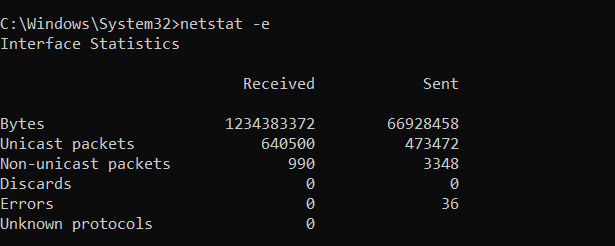 C:\Windows\System32>netstat -e
Interface Statistics
Received Sent
Bytes 1234383372 66928458
Unicast packets 640500 473472
Non-unicast packets 990 3348
Discards 0 0
Errors 0 36
Unknown protocols 0